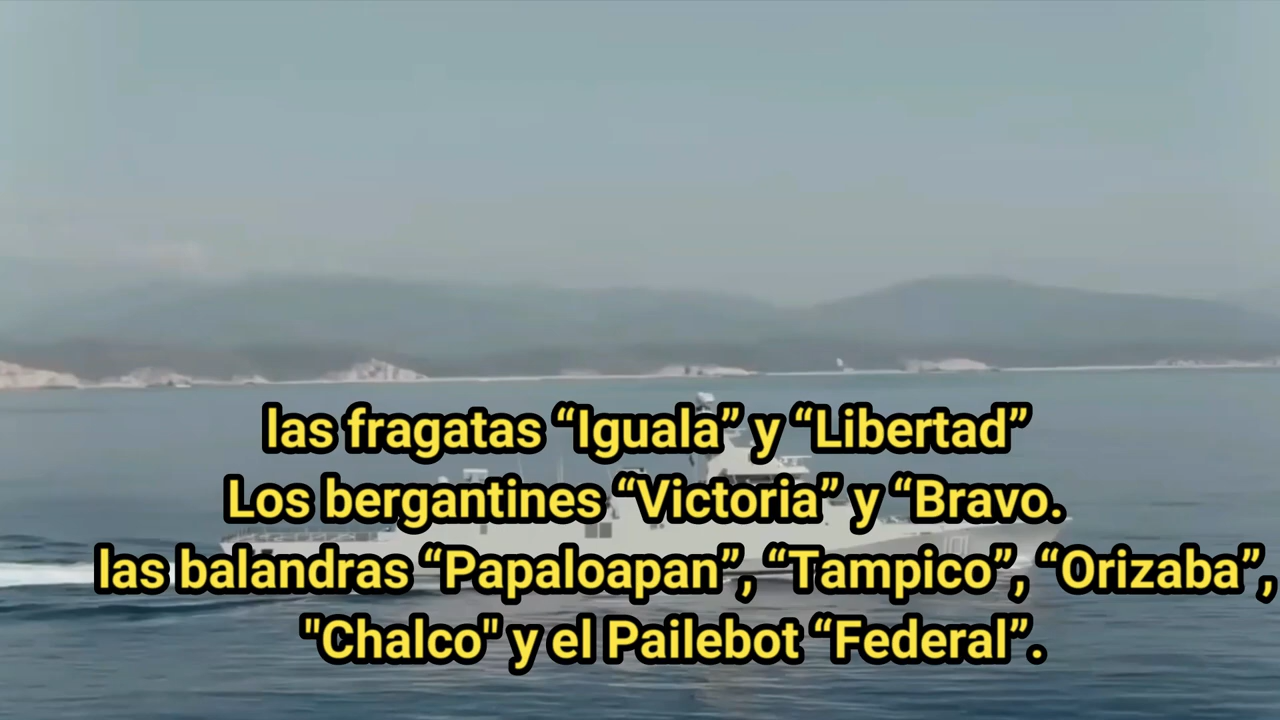 las fragatas “Iguala” y “Libertad”
Los bergantines “Victoria” y “Bravo.
las balandras “Papaloapan”, “Tampico”, “Orizaba”,
"Chalco" y el Pailebot “Federal”.